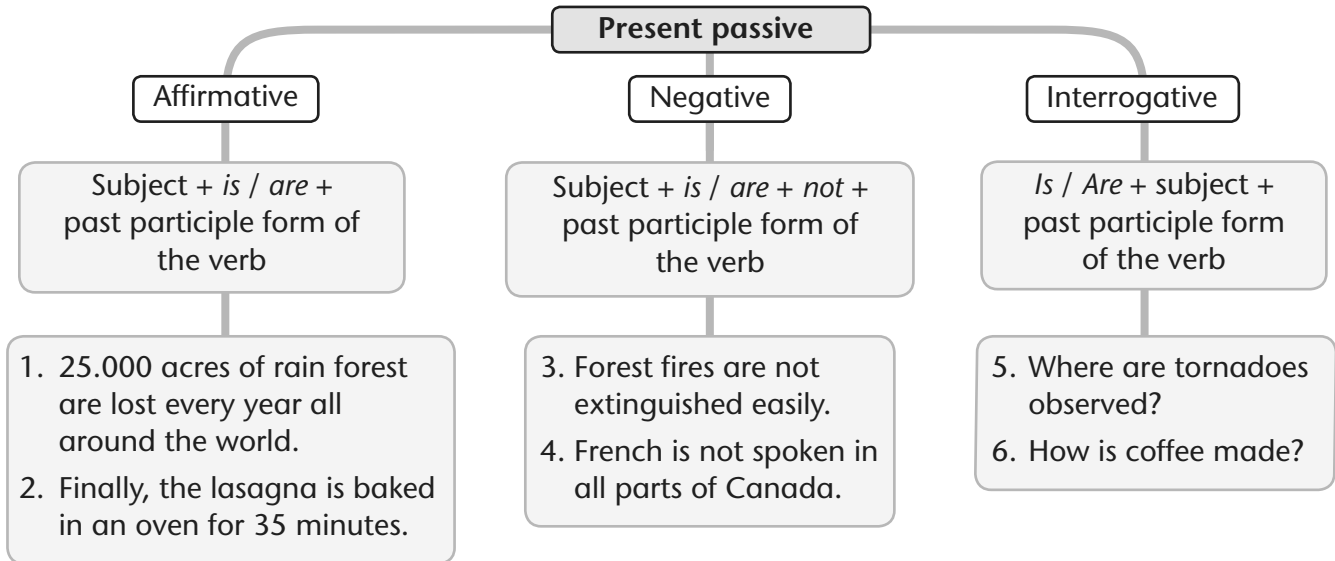 Present passive
Affirmative
Subject + is / are +
past participle form of
the verb
1. 25.000 acres of rain forest
are lost every year all
around the world.
2. Finally, the lasagna is baked
in an oven for 35 minutes.
Negative
Subject + is / are + not +
past participle form of
the verb
3. Forest fires are not
extinguished easily.
4. French is not spoken in
all parts of Canada.
Interrogative
Is / Are + subject +
past participle form
of the verb
5. Where are tornadoes
observed?
6. How is coffee made?